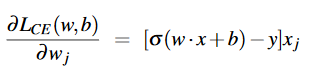 ∂L_CE(w,b)/∂w_j = [σ(w·x+b)−y]x_j